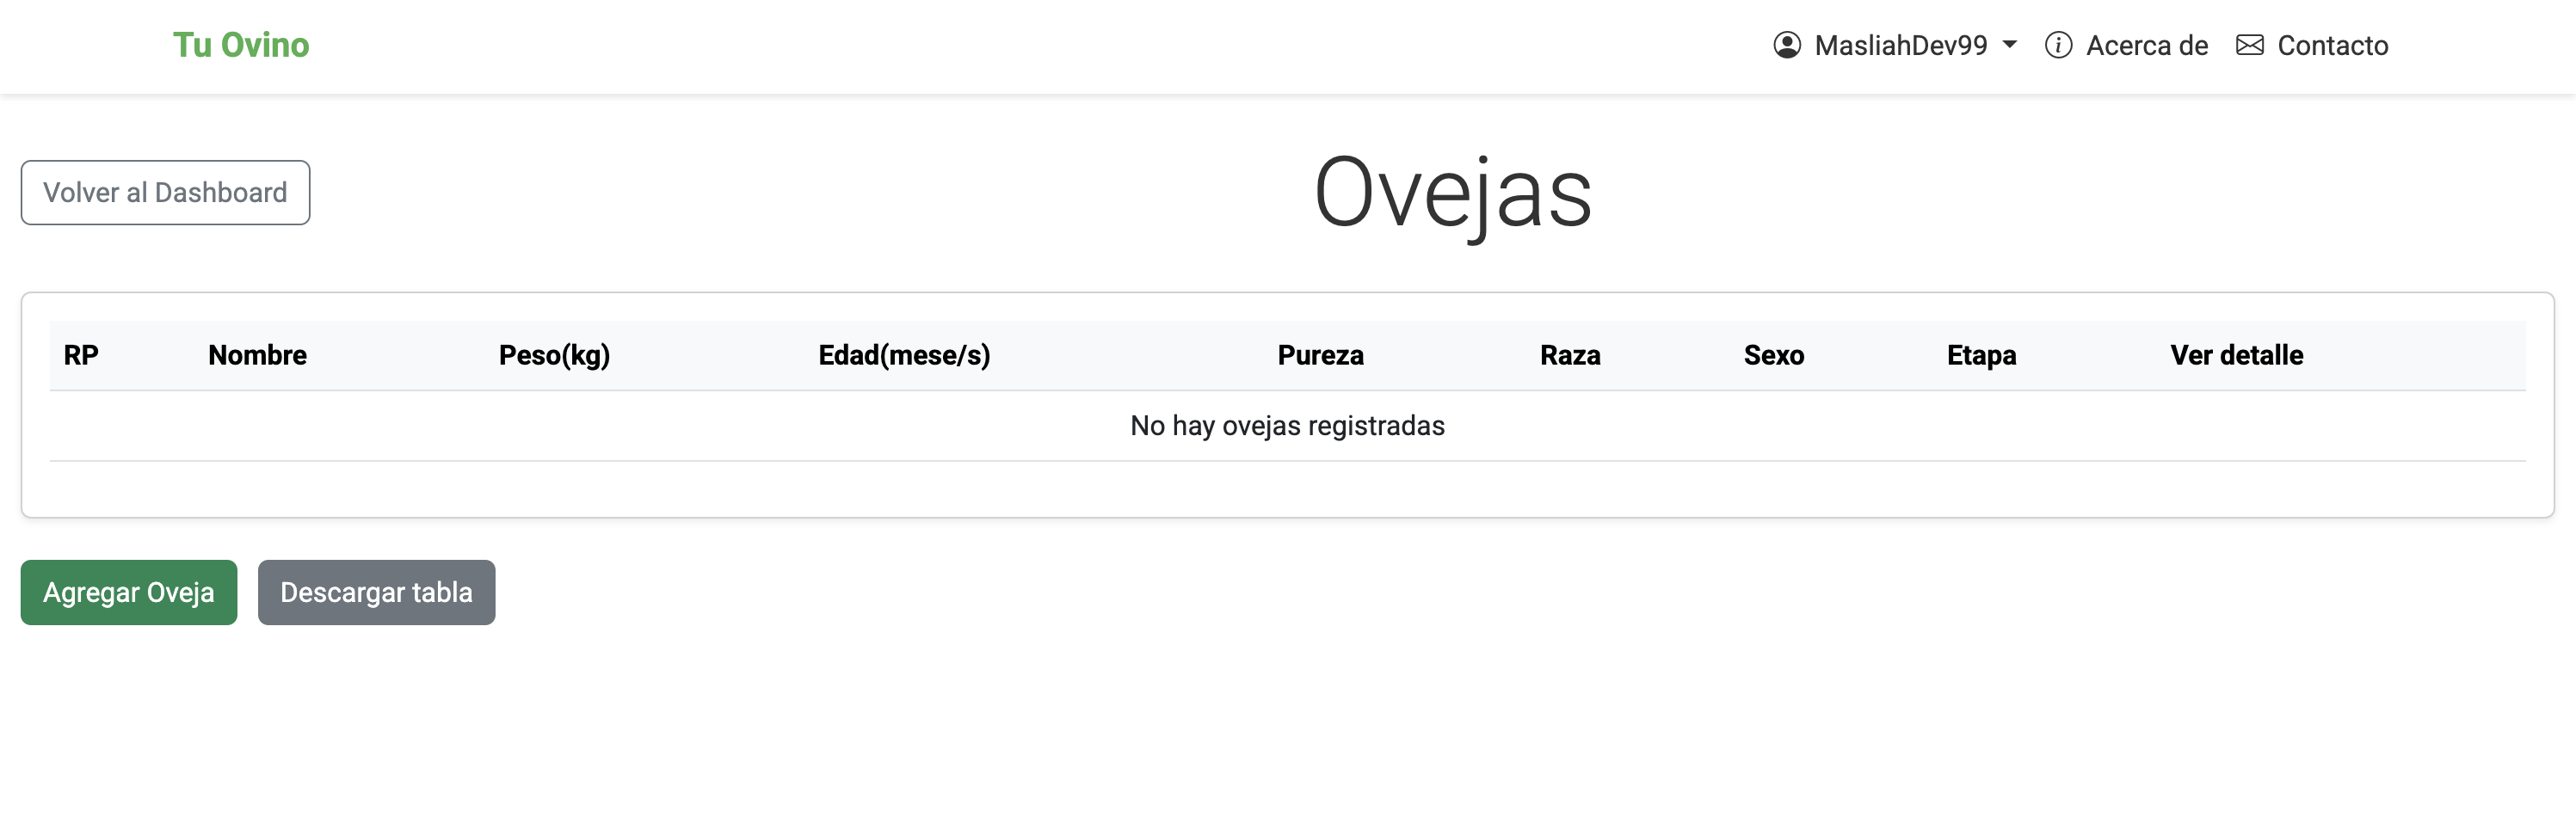 Tu Ovino MasliahDev99 Acerca de Contacto
Volver al Dashboard Ovejas
RP Nombre Peso(kg) Edad(mese/s) Pureza Raza Sexo Etapa Ver detalle
No hay ovejas registradas
Agregar Oveja Descargar tabla